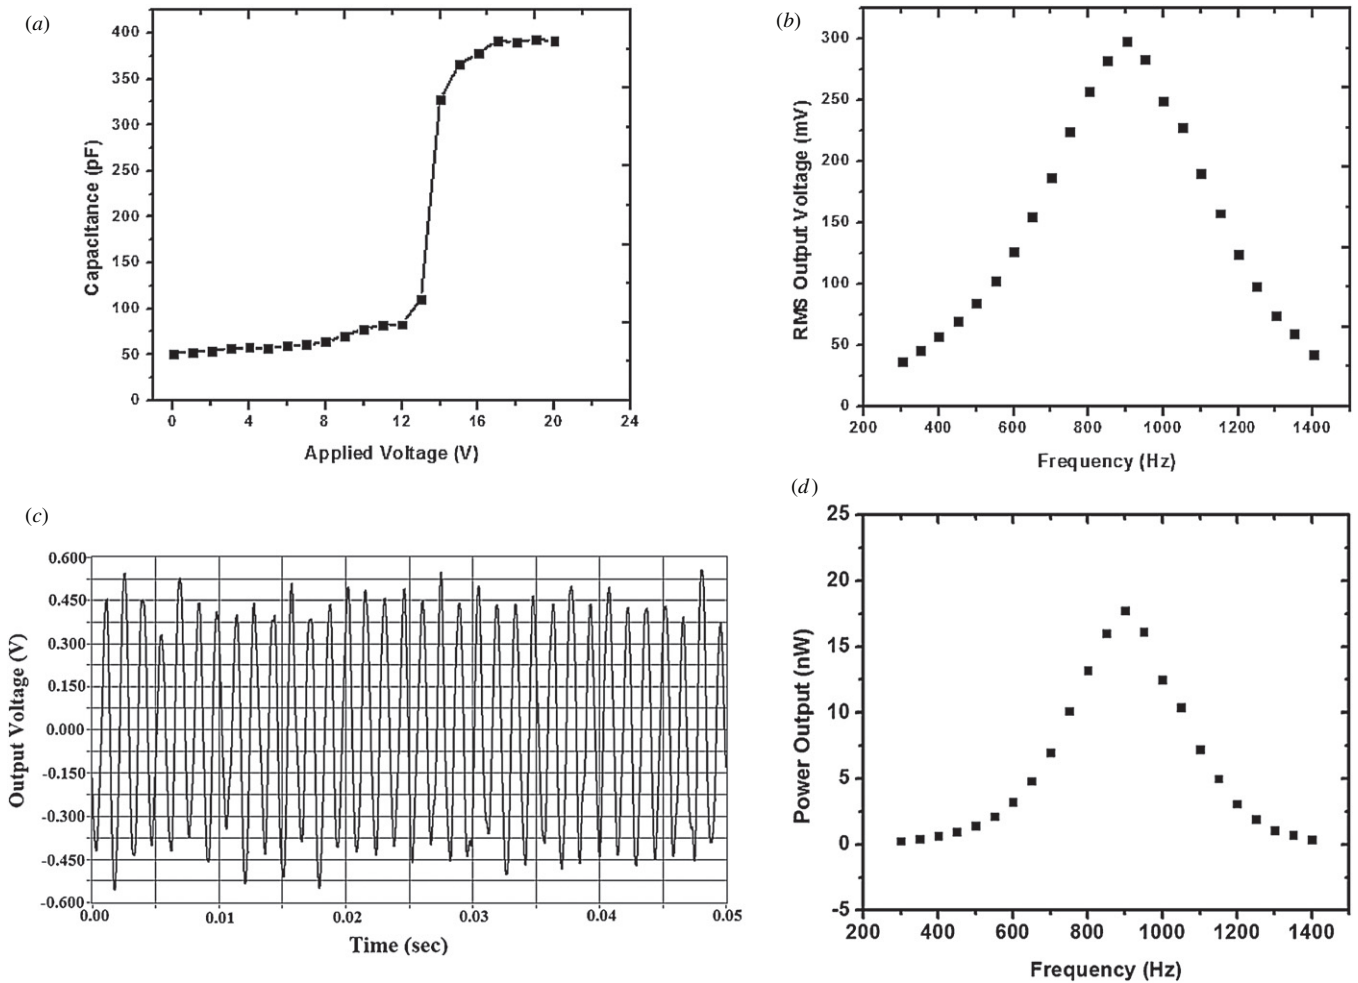 (a)
400
350
300
250
200
150
100
50
0
Capacitance (pF)
0 4 8 12 16 20 24
Applied Voltage (V)
(b)
300
250
200
150
100
50
0
RMS Output Voltage (mV)
200 400 600 800 1000 1200 1400
Frequency (Hz)
(c)
0.600
0.450
0.300
0.150
0.000
-0.150
-0.300
-0.450
-0.600
Output Voltage (V)
0.00 0.01 0.02 0.03 0.04 0.05
Time (sec)
(d)
25
20
15
10
5
0
-5
Power Output (nW)
200 400 600 800 1000 1200 1400
Frequency (Hz)